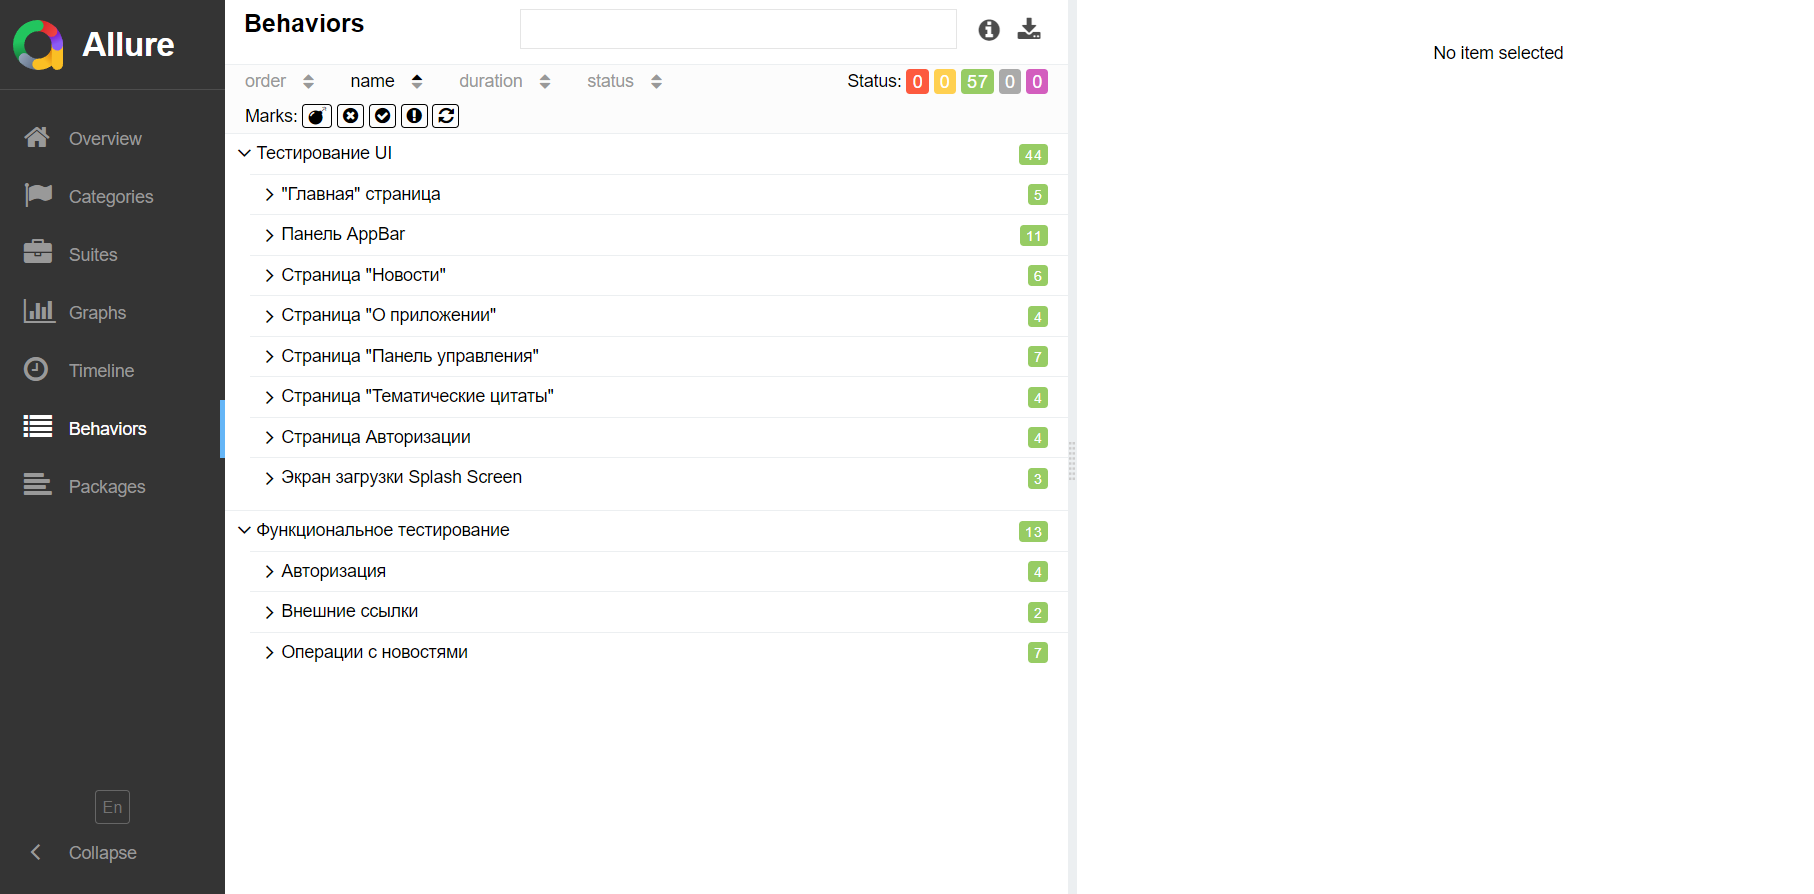 Allure
Overview
Categories
Suites
Graphs
Timeline
Behaviors
Packages
En
Collapse
Behaviors
order name duration status Status: 0 0 57 0 0
Marks:
Тестирование UI 44
"Главная" страница 5
Панель AppBar 11
Страница "Новости" 6
Страница "О приложении" 4
Страница "Панель управления" 7
Страница "Тематические цитаты" 4
Страница Авторизации 4
Экран загрузки Splash Screen 3
Функциональное тестирование 13
Авторизация 4
Внешние ссылки 2
Операции с новостями 7
No item selected